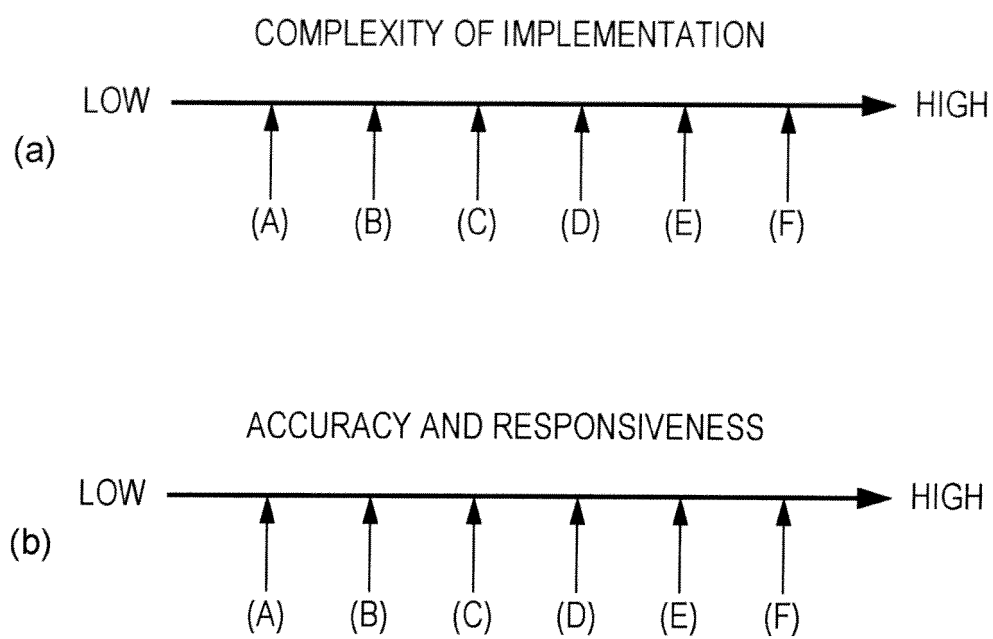 COMPLEXITY OF IMPLEMENTATION
LOW HIGH
(a)
(A) (B) (C) (D) (E) (F)
ACCURACY AND RESPONSIVENESS
LOW HIGH
(b)
(A) (B) (C) (D) (E) (F)